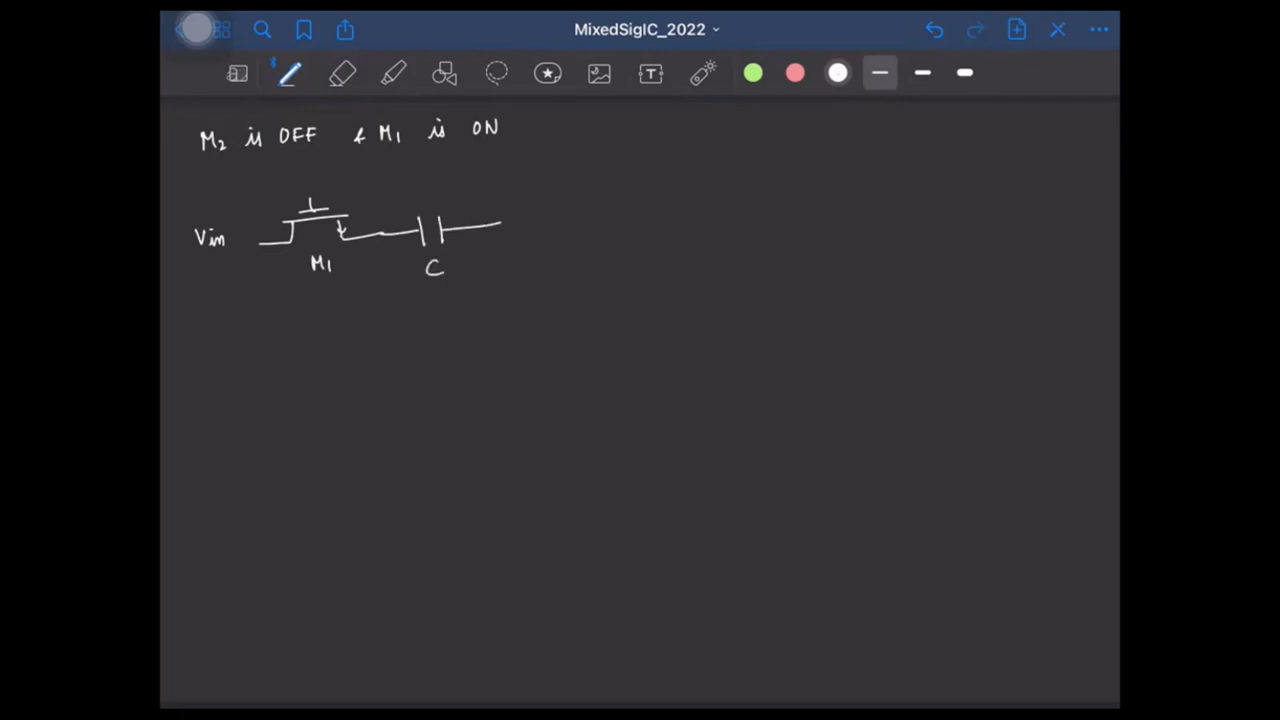 MixedSigIC_2022
T
M2 is OFF & M1 is ON
Vin
M1
C